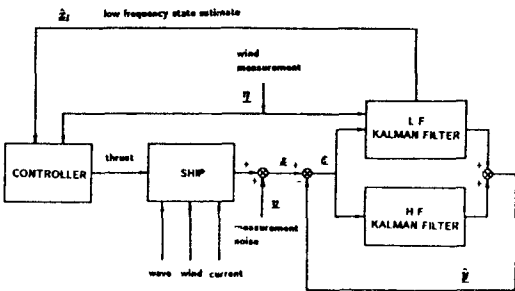 low frequency state estimate
wind
measurement
η
L F
KALMAN FILTER
thrust
CONTROLLER
SHIP
+
+
+
-
+
+
H F
KALMAN FILTER
measurement
noise
wave wind current
ŷ